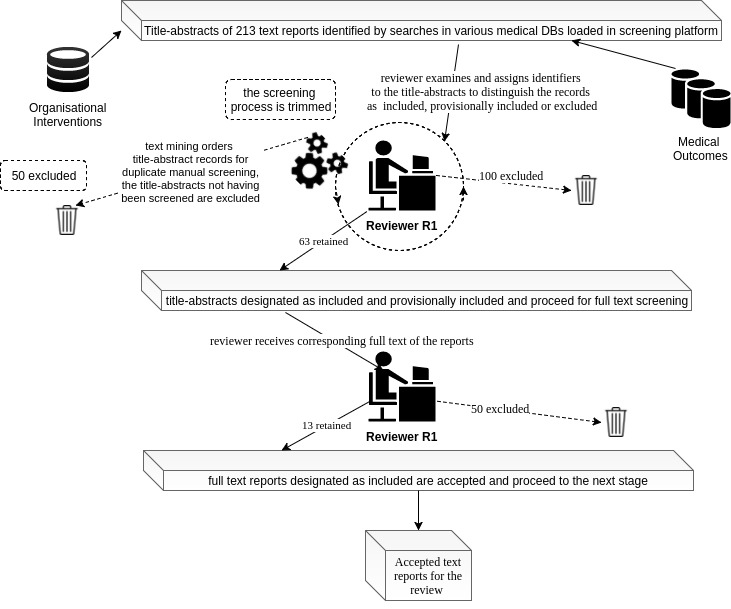 Title-abstracts of 213 text reports identified by searches in various medical DBs loaded in screening platform
Organisational
Interventions
the screening
process is trimmed
reviewer examines and assigns identifiers
to the title-abstracts to distinguish the records
as included, provisionally included or excluded
Medical
Outcomes
text mining orders
title-abstract records for
duplicate manual screening,
the title-abstracts not having
been screened are excluded
50 excluded
100 excluded
Reviewer R1
63 retained
title-abstracts designated as included and provisionally included and proceed for full text screening
reviewer receives corresponding full text of the reports
50 excluded
13 retained
Reviewer R1
full text reports designated as included are accepted and proceed to the next stage
Accepted text
reports for the
review